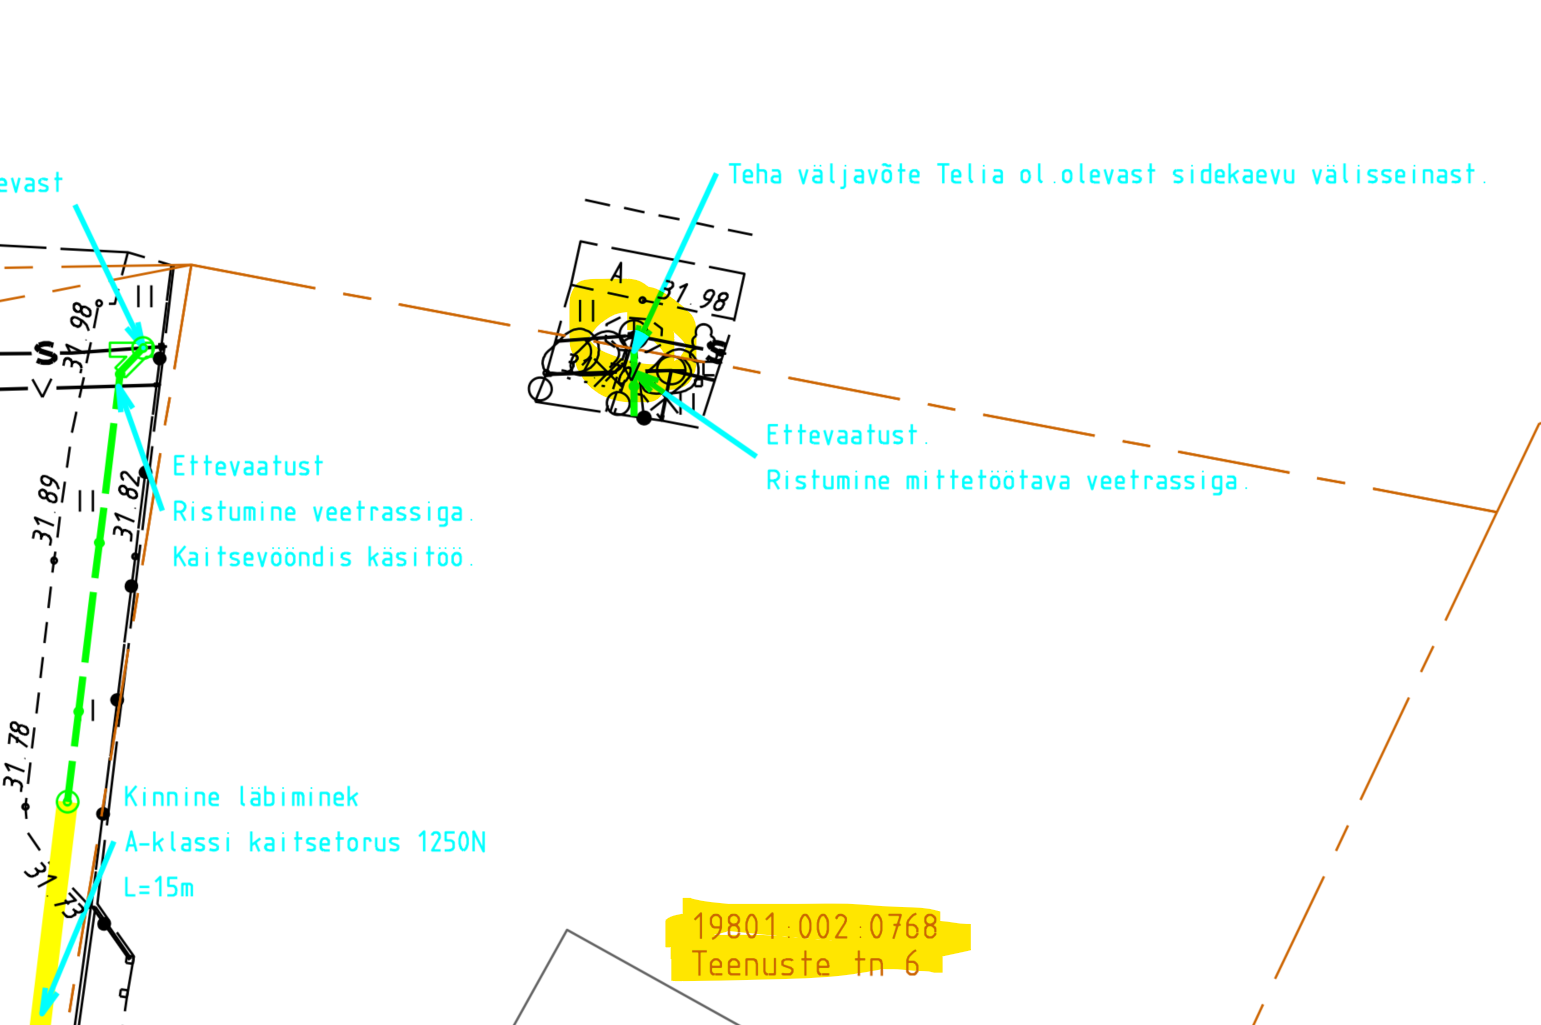 evast
Teha väljavõte Telia ol.olevast sidekaevu välisseinast.
A
31.98
31.98
S
S
V
Ettevaatust.
Ristumine mittetöötava veetrassiga.
Ettevaatust
Ristumine veetrassiga.
Kaitsevööndis käsitöö.
31.89
31.82
31.78
Kinnine läbiminek
A-klassi kaitsetorus 1250N
L=15m
31.73
19801:002:0768
Teenuste tn 6